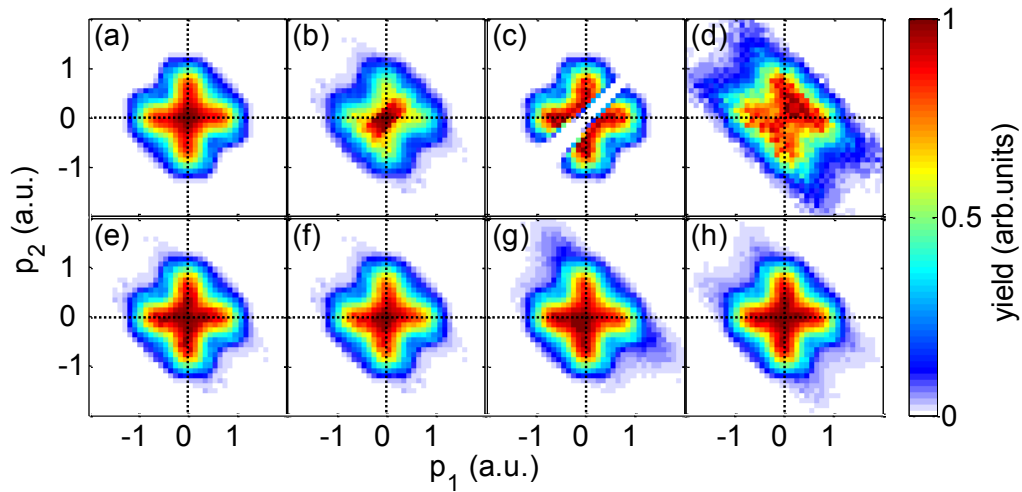 (a) (b) (c) (d)
1
0
-1
(e) (f) (g) (h)
1
0
-1
-1 0 1 -1 0 1 -1 0 1 -1 0 1
p1 (a.u.)
p2 (a.u.)
1
0.5
0
yield (arb.units)